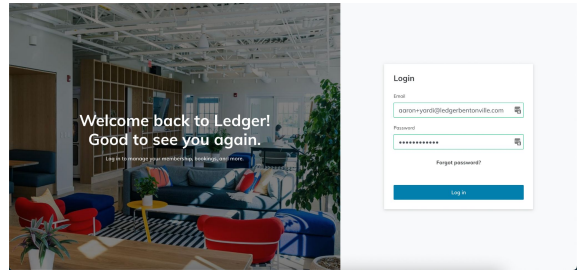 Welcome back to Ledger!
Good to see you again.
Log in to manage your membership, bookings, and more.
Login
Email
aaron+yardi@ledgerbentonville.com
Password
••••••••••••
Forgot password?
Log in